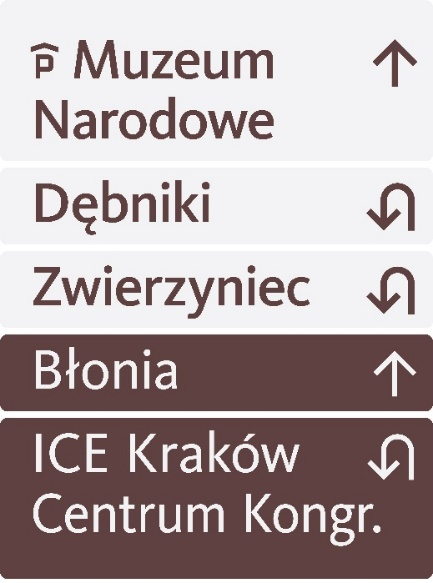 P Muzeum
Narodowe
Dębniki
Zwierzyniec
Błonia
ICE Kraków
Centrum Kongr.